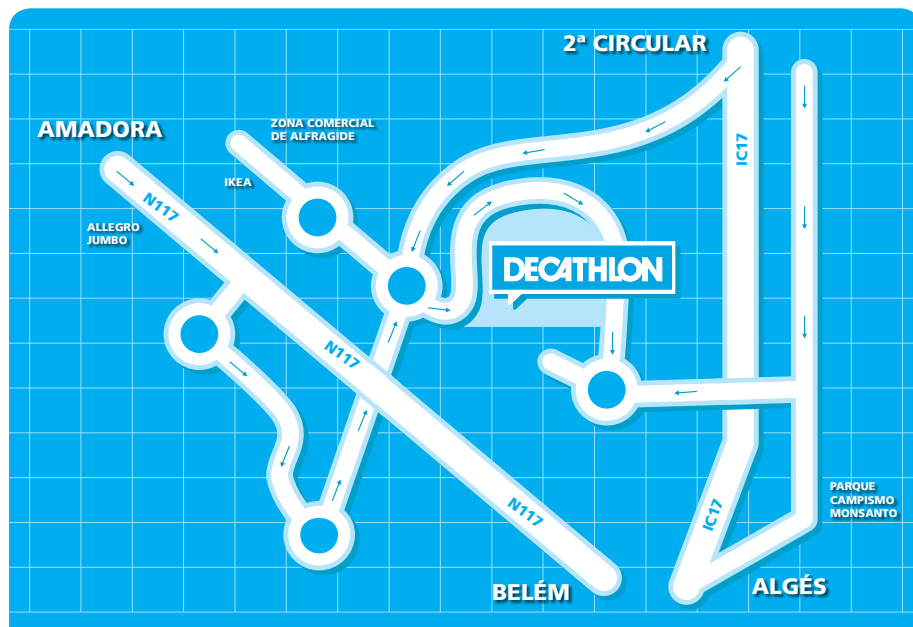 2ª CIRCULAR
AMADORA
ZONA COMERCIAL
DE ALFRAGIDE
IC17
IKEA
N117
ALLEGRO
JUMBO
DECATHLON
N117
N117
IC17
PARQUE
CAMPISMO
MONSANTO
BELÉM
ALGÉS